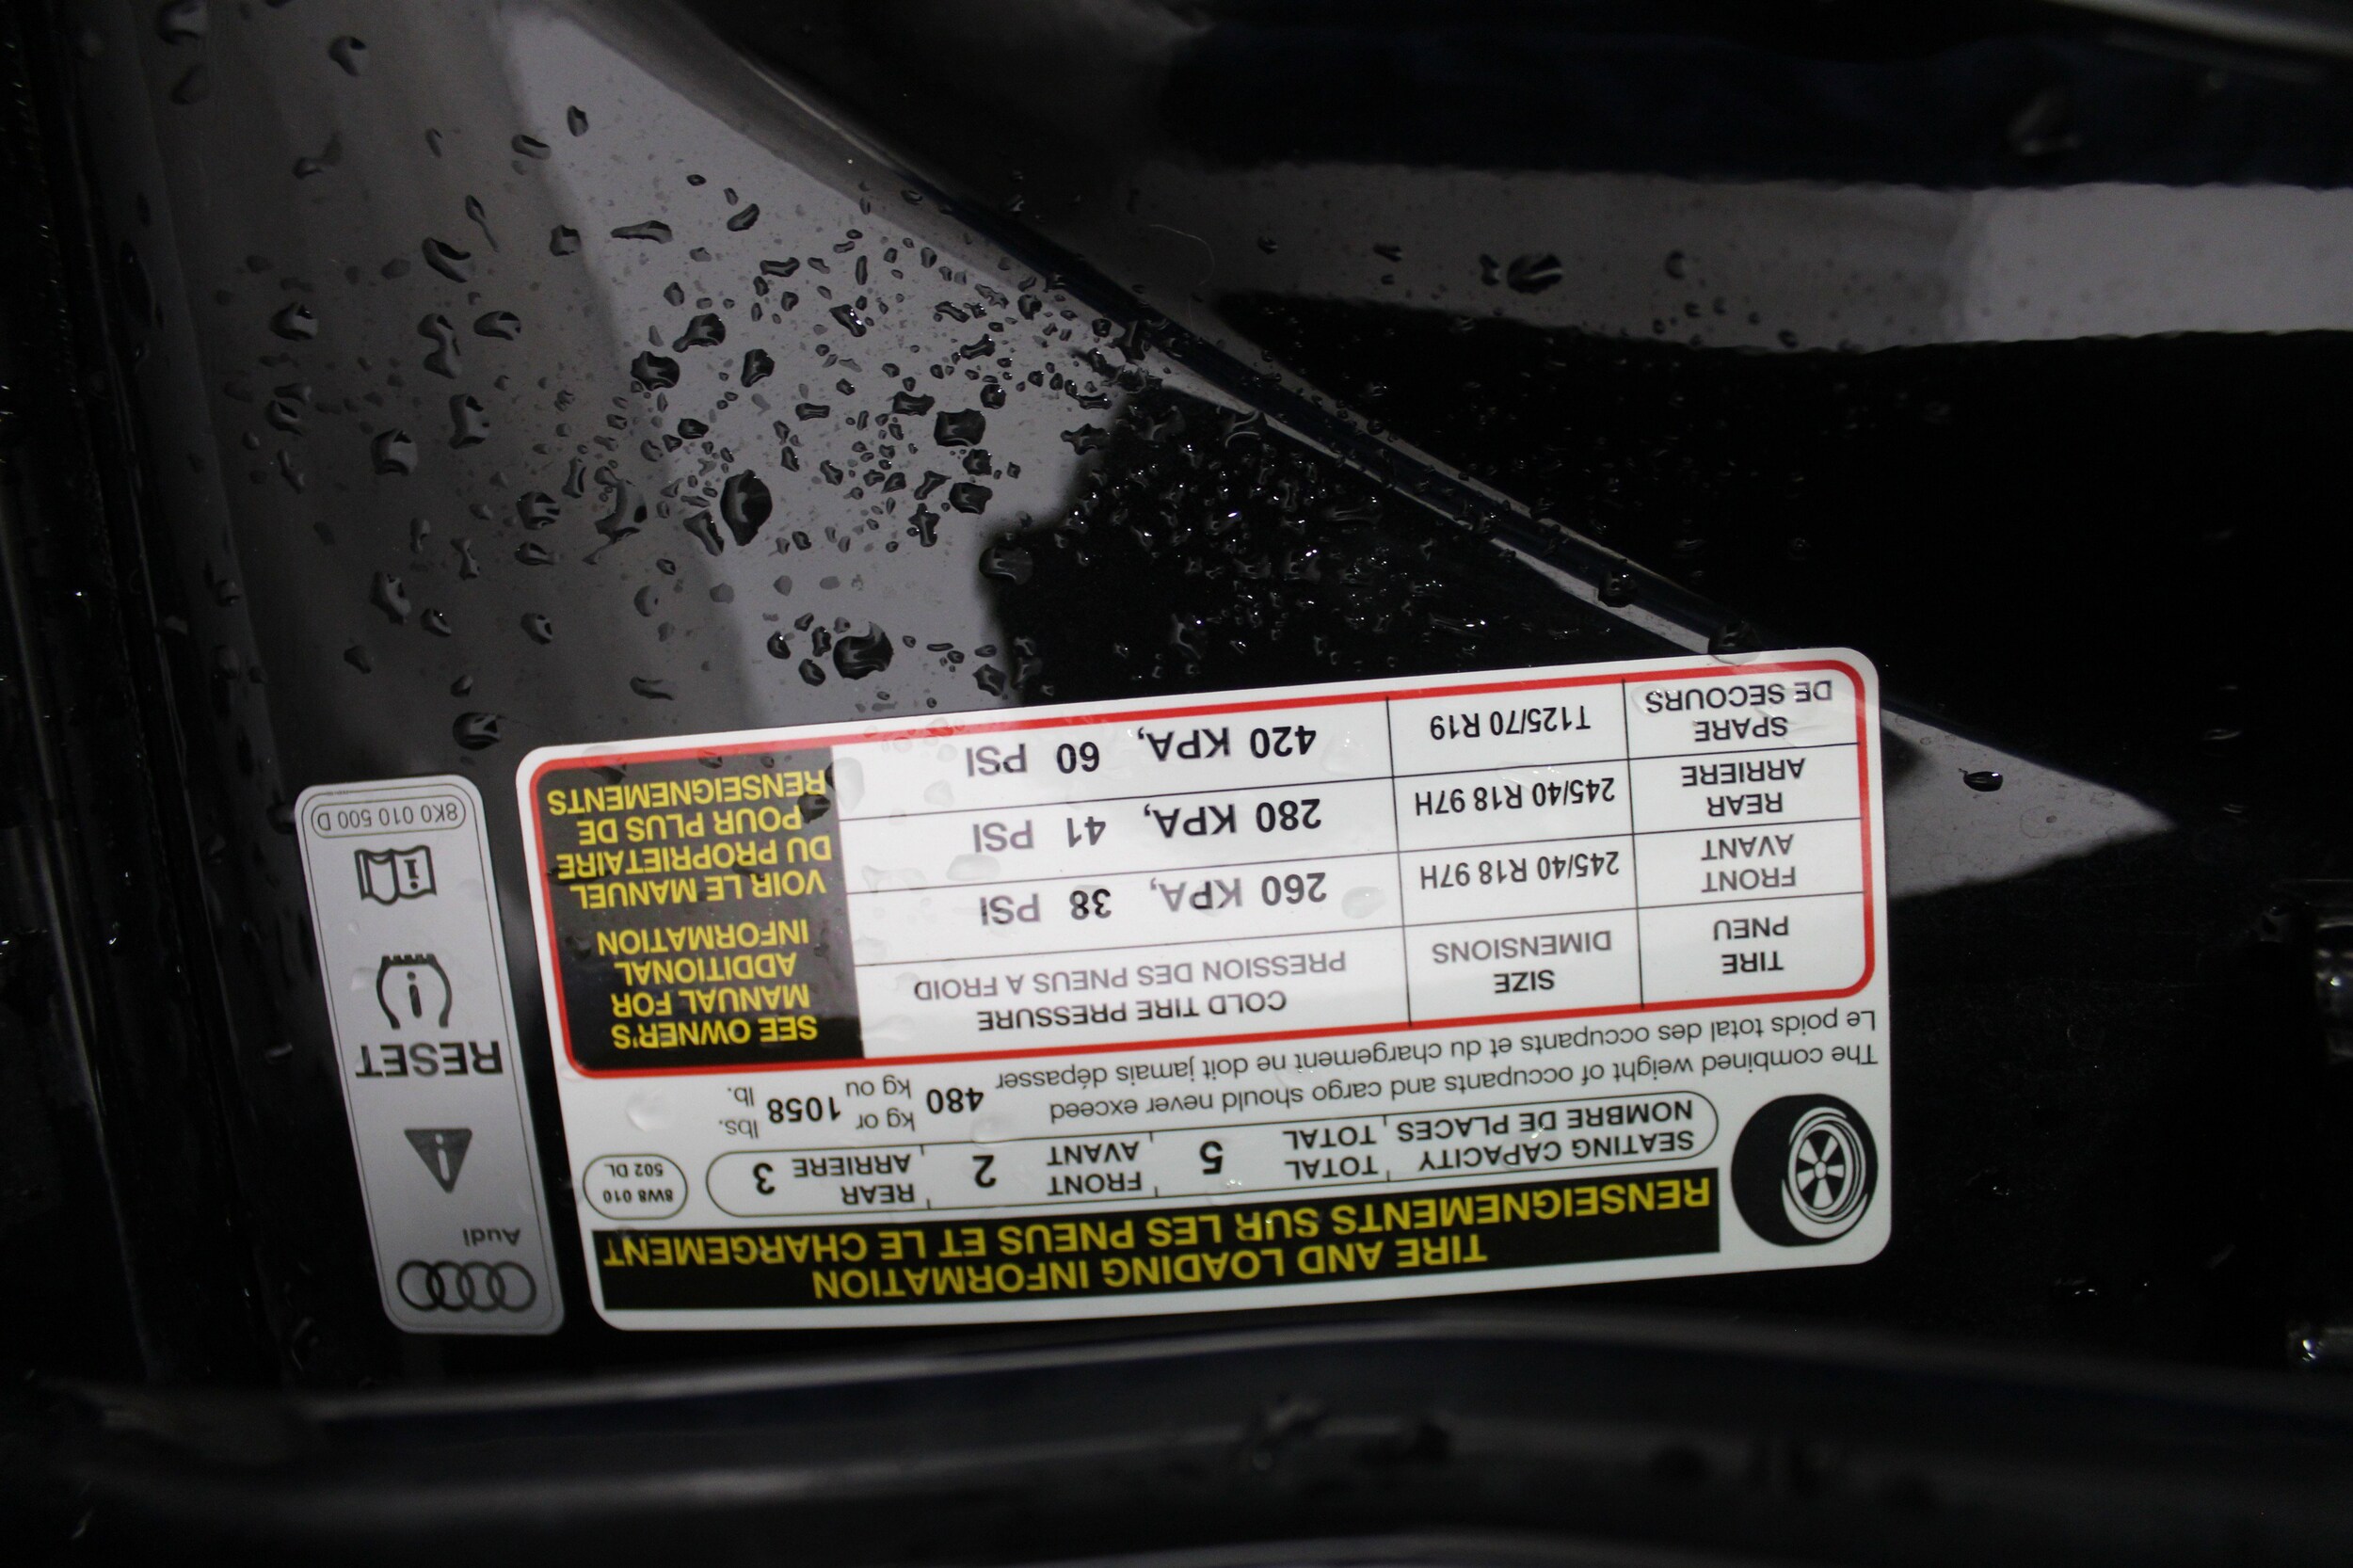 TIRE AND LOADING INFORMATION
RENSEIGNEMENTS SUR LES PNEUS ET LE CHARGEMENT
SEATING CAPACITY TOTAL 5 FRONT 2 REAR 3
NOMBRE DE PLACES TOTAL AVANT ARRIERE
8W8 010
502 DL
The combined weight of occupants and cargo should never exceed 480 kg or 1058 lbs.
Le poids total des occupants et du chargement ne doit jamais dépasser kg ou lb.
TIRE
PNEU
SIZE
DIMENSIONS
COLD TIRE PRESSURE
PRESSION DES PNEUS A FROID
FRONT
AVANT
245/40 R18 97H
260 KPA, 38 PSI
REAR
ARRIERE
245/40 R18 97H
280 KPA, 41 PSI
SPARE
DE SECOURS
T125/70 R19
420 KPA, 60 PSI
SEE OWNER'S
MANUAL FOR
ADDITIONAL
INFORMATION
VOIR LE MANUEL
DU PROPRIETAIRE
POUR PLUS DE
RENSEIGNEMENTS
Audi
RESET
8K0 010 500 D